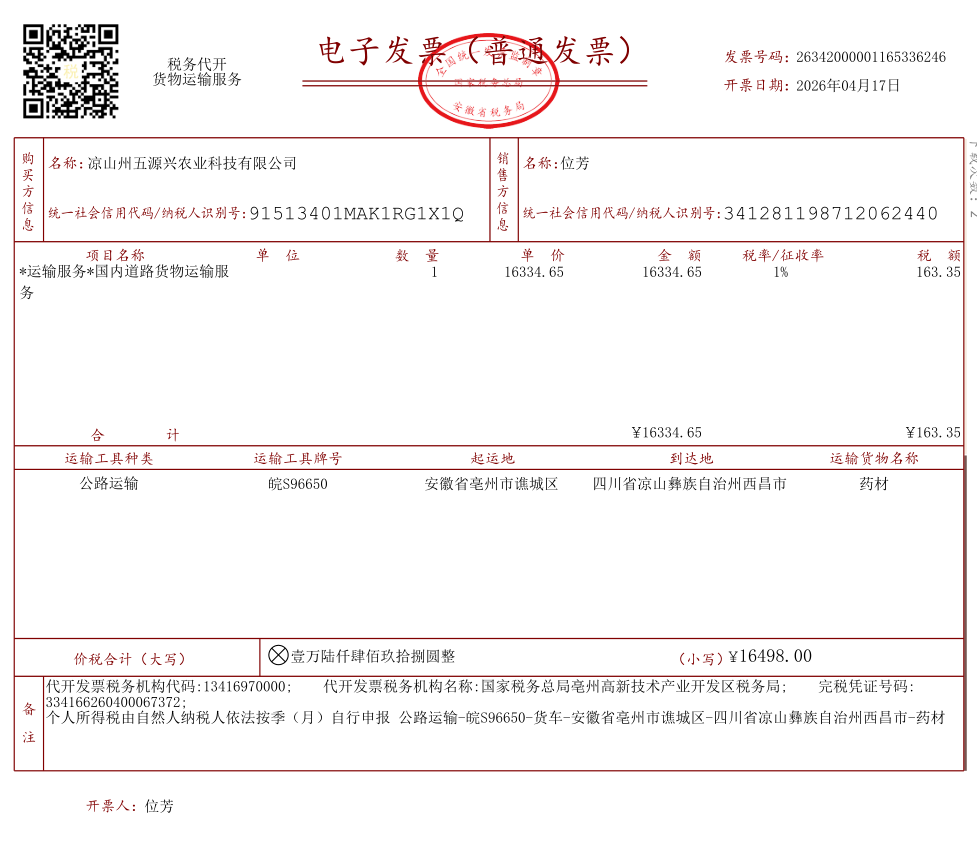 电子发票（普通发票）
税务代开
货物运输服务
全国统一发票监制章
国家税务总局
安徽省税务局
发票号码：26342000001165336246
开票日期：2026年04月17日
购买方信息
名称：凉山州五源兴农业科技有限公司
统一社会信用代码/纳税人识别号：91513401MAK1RG1X1Q
销售方信息
名称：位芳
统一社会信用代码/纳税人识别号：341281198712062440
项目名称 单 位 数 量 单 价 金 额 税率/征收率 税 额
*运输服务*国内道路货物运输服 1 16334.65 16334.65 1% 163.35
务
合 计 ¥16334.65 ¥163.35
运输工具种类 运输工具牌号 起运地 到达地 运输货物名称
公路运输 皖S96650 安徽省亳州市谯城区 四川省凉山彝族自治州西昌市 药材
价税合计（大写） ⊗壹万陆仟肆佰玖拾捌圆整 （小写）¥16498.00
备注
代开发票税务机构代码:13416970000; 代开发票税务机构名称:国家税务总局亳州高新技术产业开发区税务局; 完税凭证号码:
334166260400067372;
个人所得税由自然人纳税人依法按季（月）自行申报 公路运输-皖S96650-货车-安徽省亳州市谯城区-四川省凉山彝族自治州西昌市-药材
开票人：位芳